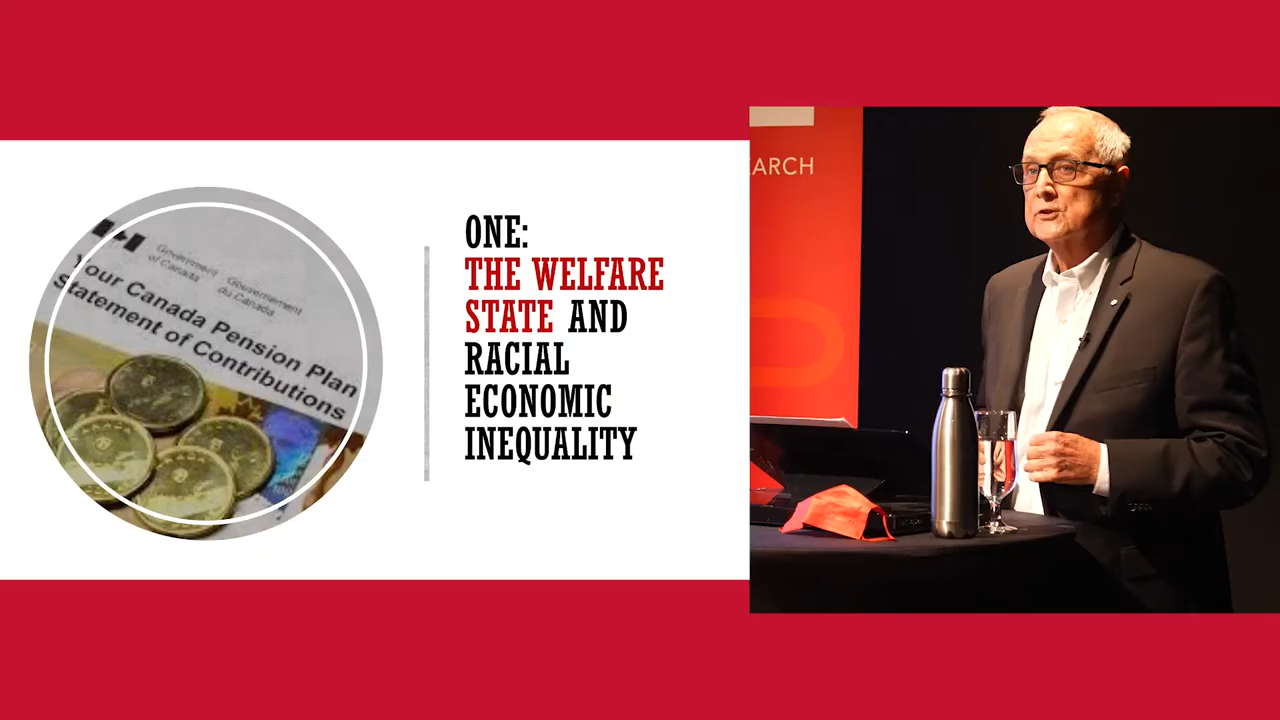 Government
of Canada
Gouvernement
du Canada
Your Canada Pension Plan
Statement of Contributions
ONE:
THE WELFARE
STATE AND
RACIAL
ECONOMIC
INEQUALITY
EARCH